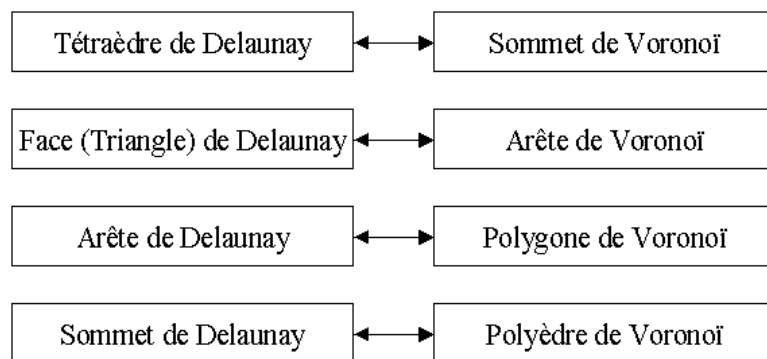 Tétraèdre de Delaunay
Sommet de Voronoï
Face (Triangle) de Delaunay
Arête de Voronoï
Arête de Delaunay
Polygone de Voronoï
Sommet de Delaunay
Polyèdre de Voronoï